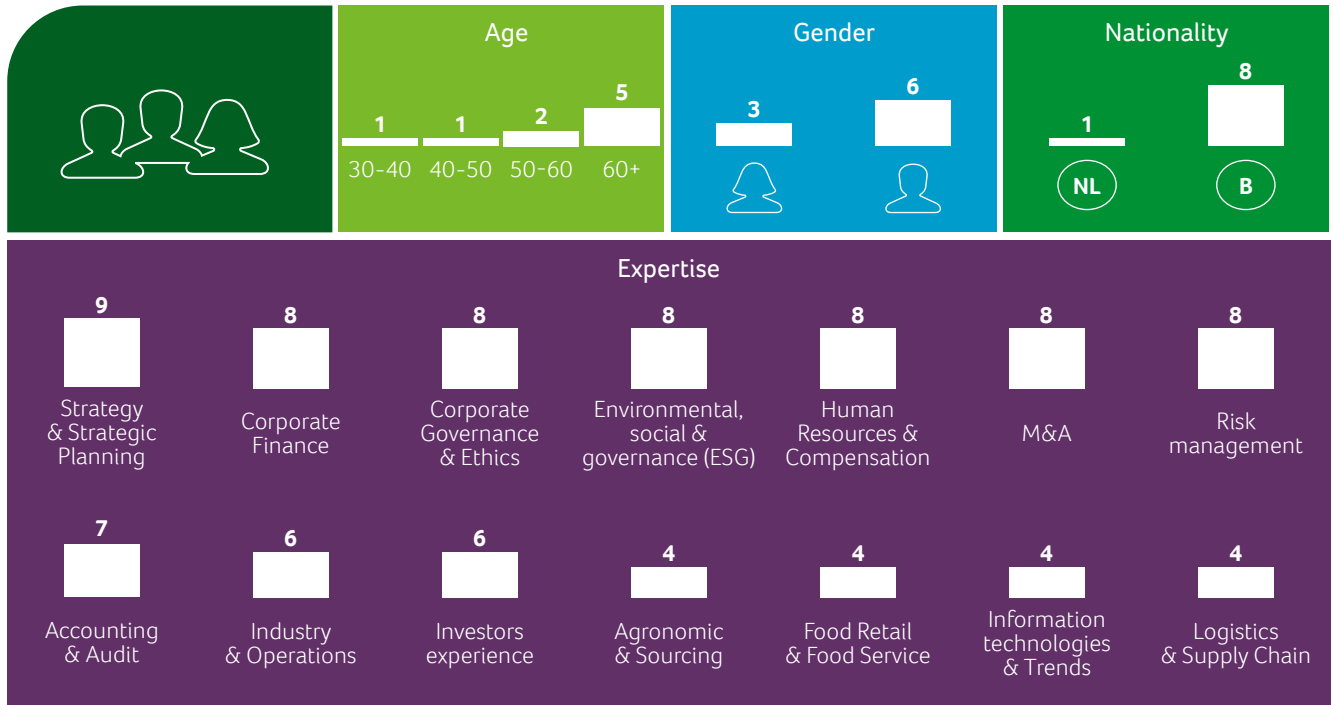 Age
1 1 2 5
30-40 40-50 50-60 60+
Gender
3 6
Nationality
1 8
NL B
Expertise
9
Strategy
& Strategic
Planning
8
Corporate
Finance
8
Corporate
Governance
& Ethics
8
Environmental,
social &
governance (ESG)
8
Human
Resources &
Compensation
8
M&A
8
Risk
management
7
Accounting
& Audit
6
Industry
& Operations
6
Investors
experience
4
Agronomic
& Sourcing
4
Food Retail
& Food Service
4
Information
technologies
& Trends
4
Logistics
& Supply Chain